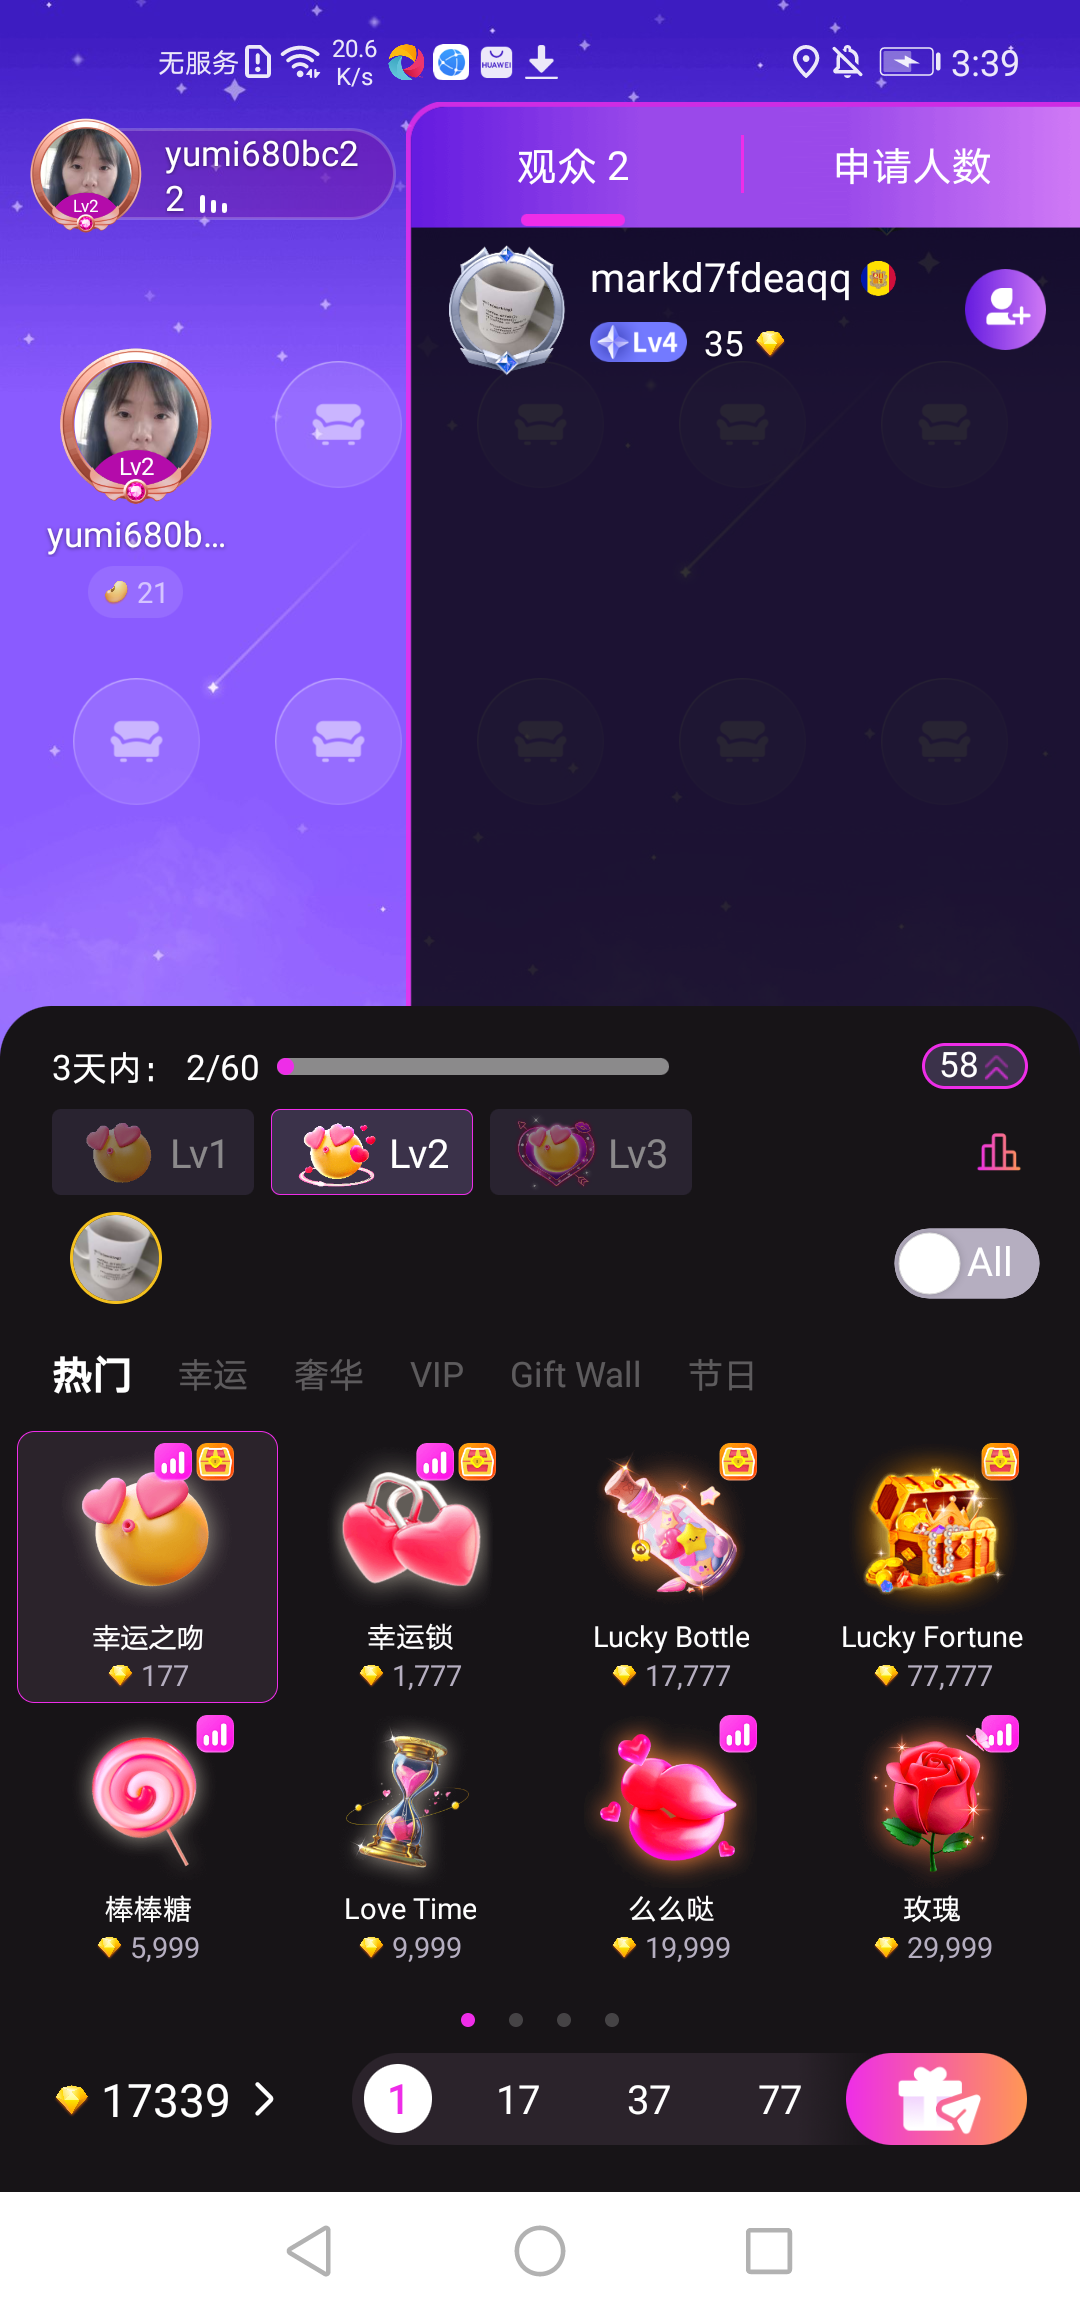 无服务 20.6 K/s HUAWEI 3:39
yumi680bc2
2
Lv2
观众 2
申请人数
markd7fdeaqq
Lv4 35
Lv2
yumi680b...
21
3天内： 2/60
58
Lv1 Lv2 Lv3
All
热门 幸运 奢华 VIP Gift Wall 节日
幸运之吻 幸运锁 Lucky Bottle Lucky Fortune
177 1,777 17,777 77,777
棒棒糖 Love Time 么么哒 玫瑰
5,999 9,999 19,999 29,999
17339 1 17 37 77